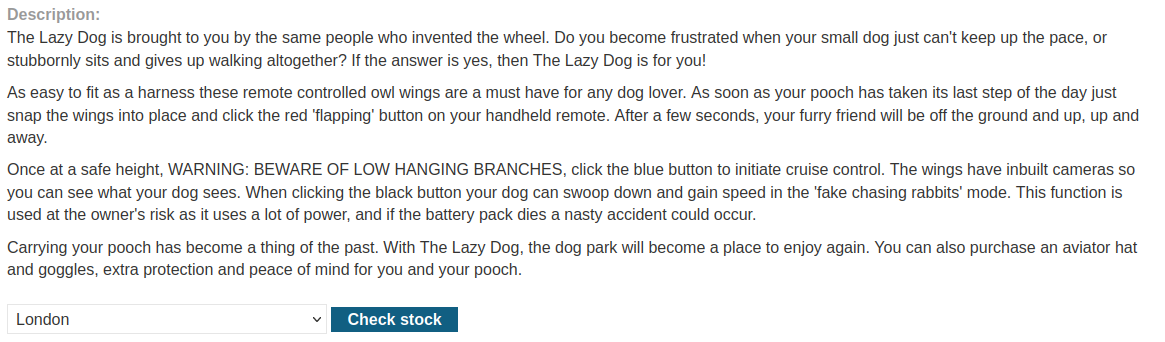 Description:
The Lazy Dog is brought to you by the same people who invented the wheel. Do you become frustrated when your small dog just can't keep up the pace, or
stubbornly sits and gives up walking altogether? If the answer is yes, then The Lazy Dog is for you!
As easy to fit as a harness these remote controlled owl wings are a must have for any dog lover. As soon as your pooch has taken its last step of the day just
snap the wings into place and click the red 'flapping' button on your handheld remote. After a few seconds, your furry friend will be off the ground and up, up and
away.
Once at a safe height, WARNING: BEWARE OF LOW HANGING BRANCHES, click the blue button to initiate cruise control. The wings have inbuilt cameras so
you can see what your dog sees. When clicking the black button your dog can swoop down and gain speed in the 'fake chasing rabbits' mode. This function is
used at the owner's risk as it uses a lot of power, and if the battery pack dies a nasty accident could occur.
Carrying your pooch has become a thing of the past. With The Lazy Dog, the dog park will become a place to enjoy again. You can also purchase an aviator hat
and goggles, extra protection and peace of mind for you and your pooch.
London Check stock